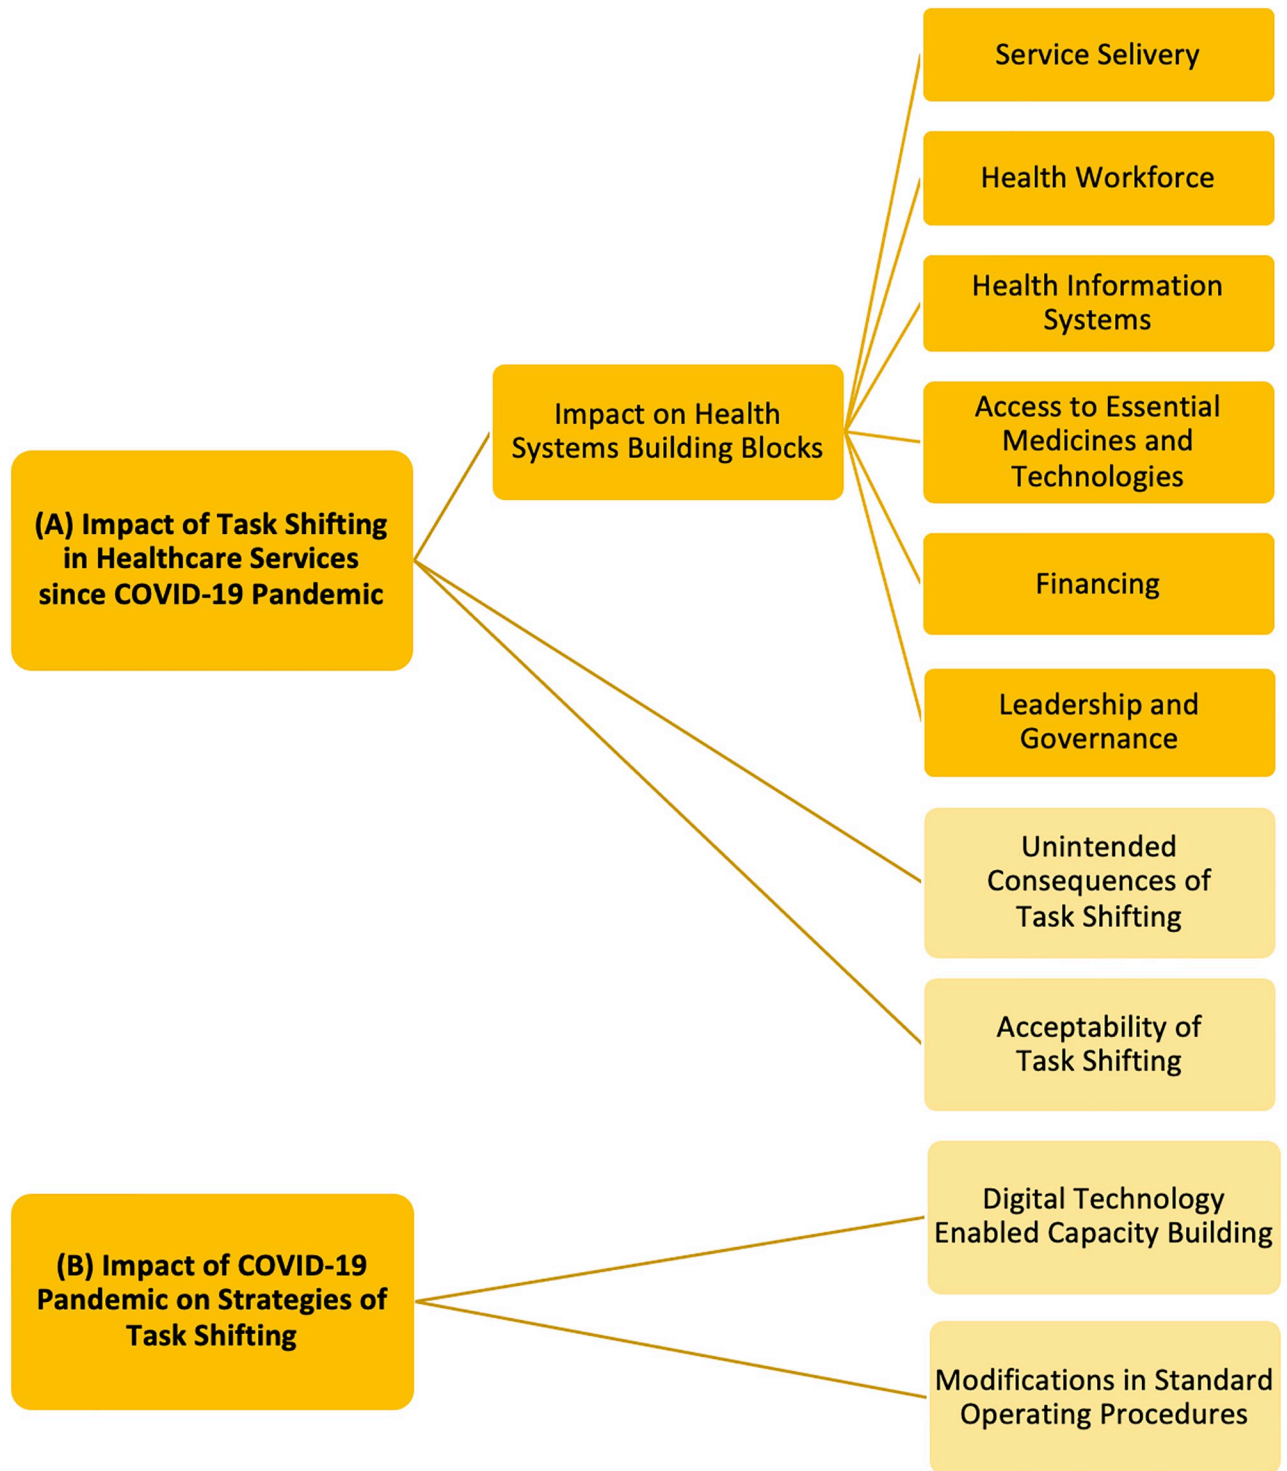 Service Selivery
Health Workforce
Health Information
Systems
Impact on Health
Systems Building Blocks
Access to Essential
Medicines and
Technologies
(A) Impact of Task Shifting
in Healthcare Services
since COVID-19 Pandemic
Financing
Leadership and
Governance
Unintended
Consequences of
Task Shifting
Acceptability of
Task Shifting
(B) Impact of COVID-19
Pandemic on Strategies of
Task Shifting
Digital Technology
Enabled Capacity Building
Modifications in Standard
Operating Procedures